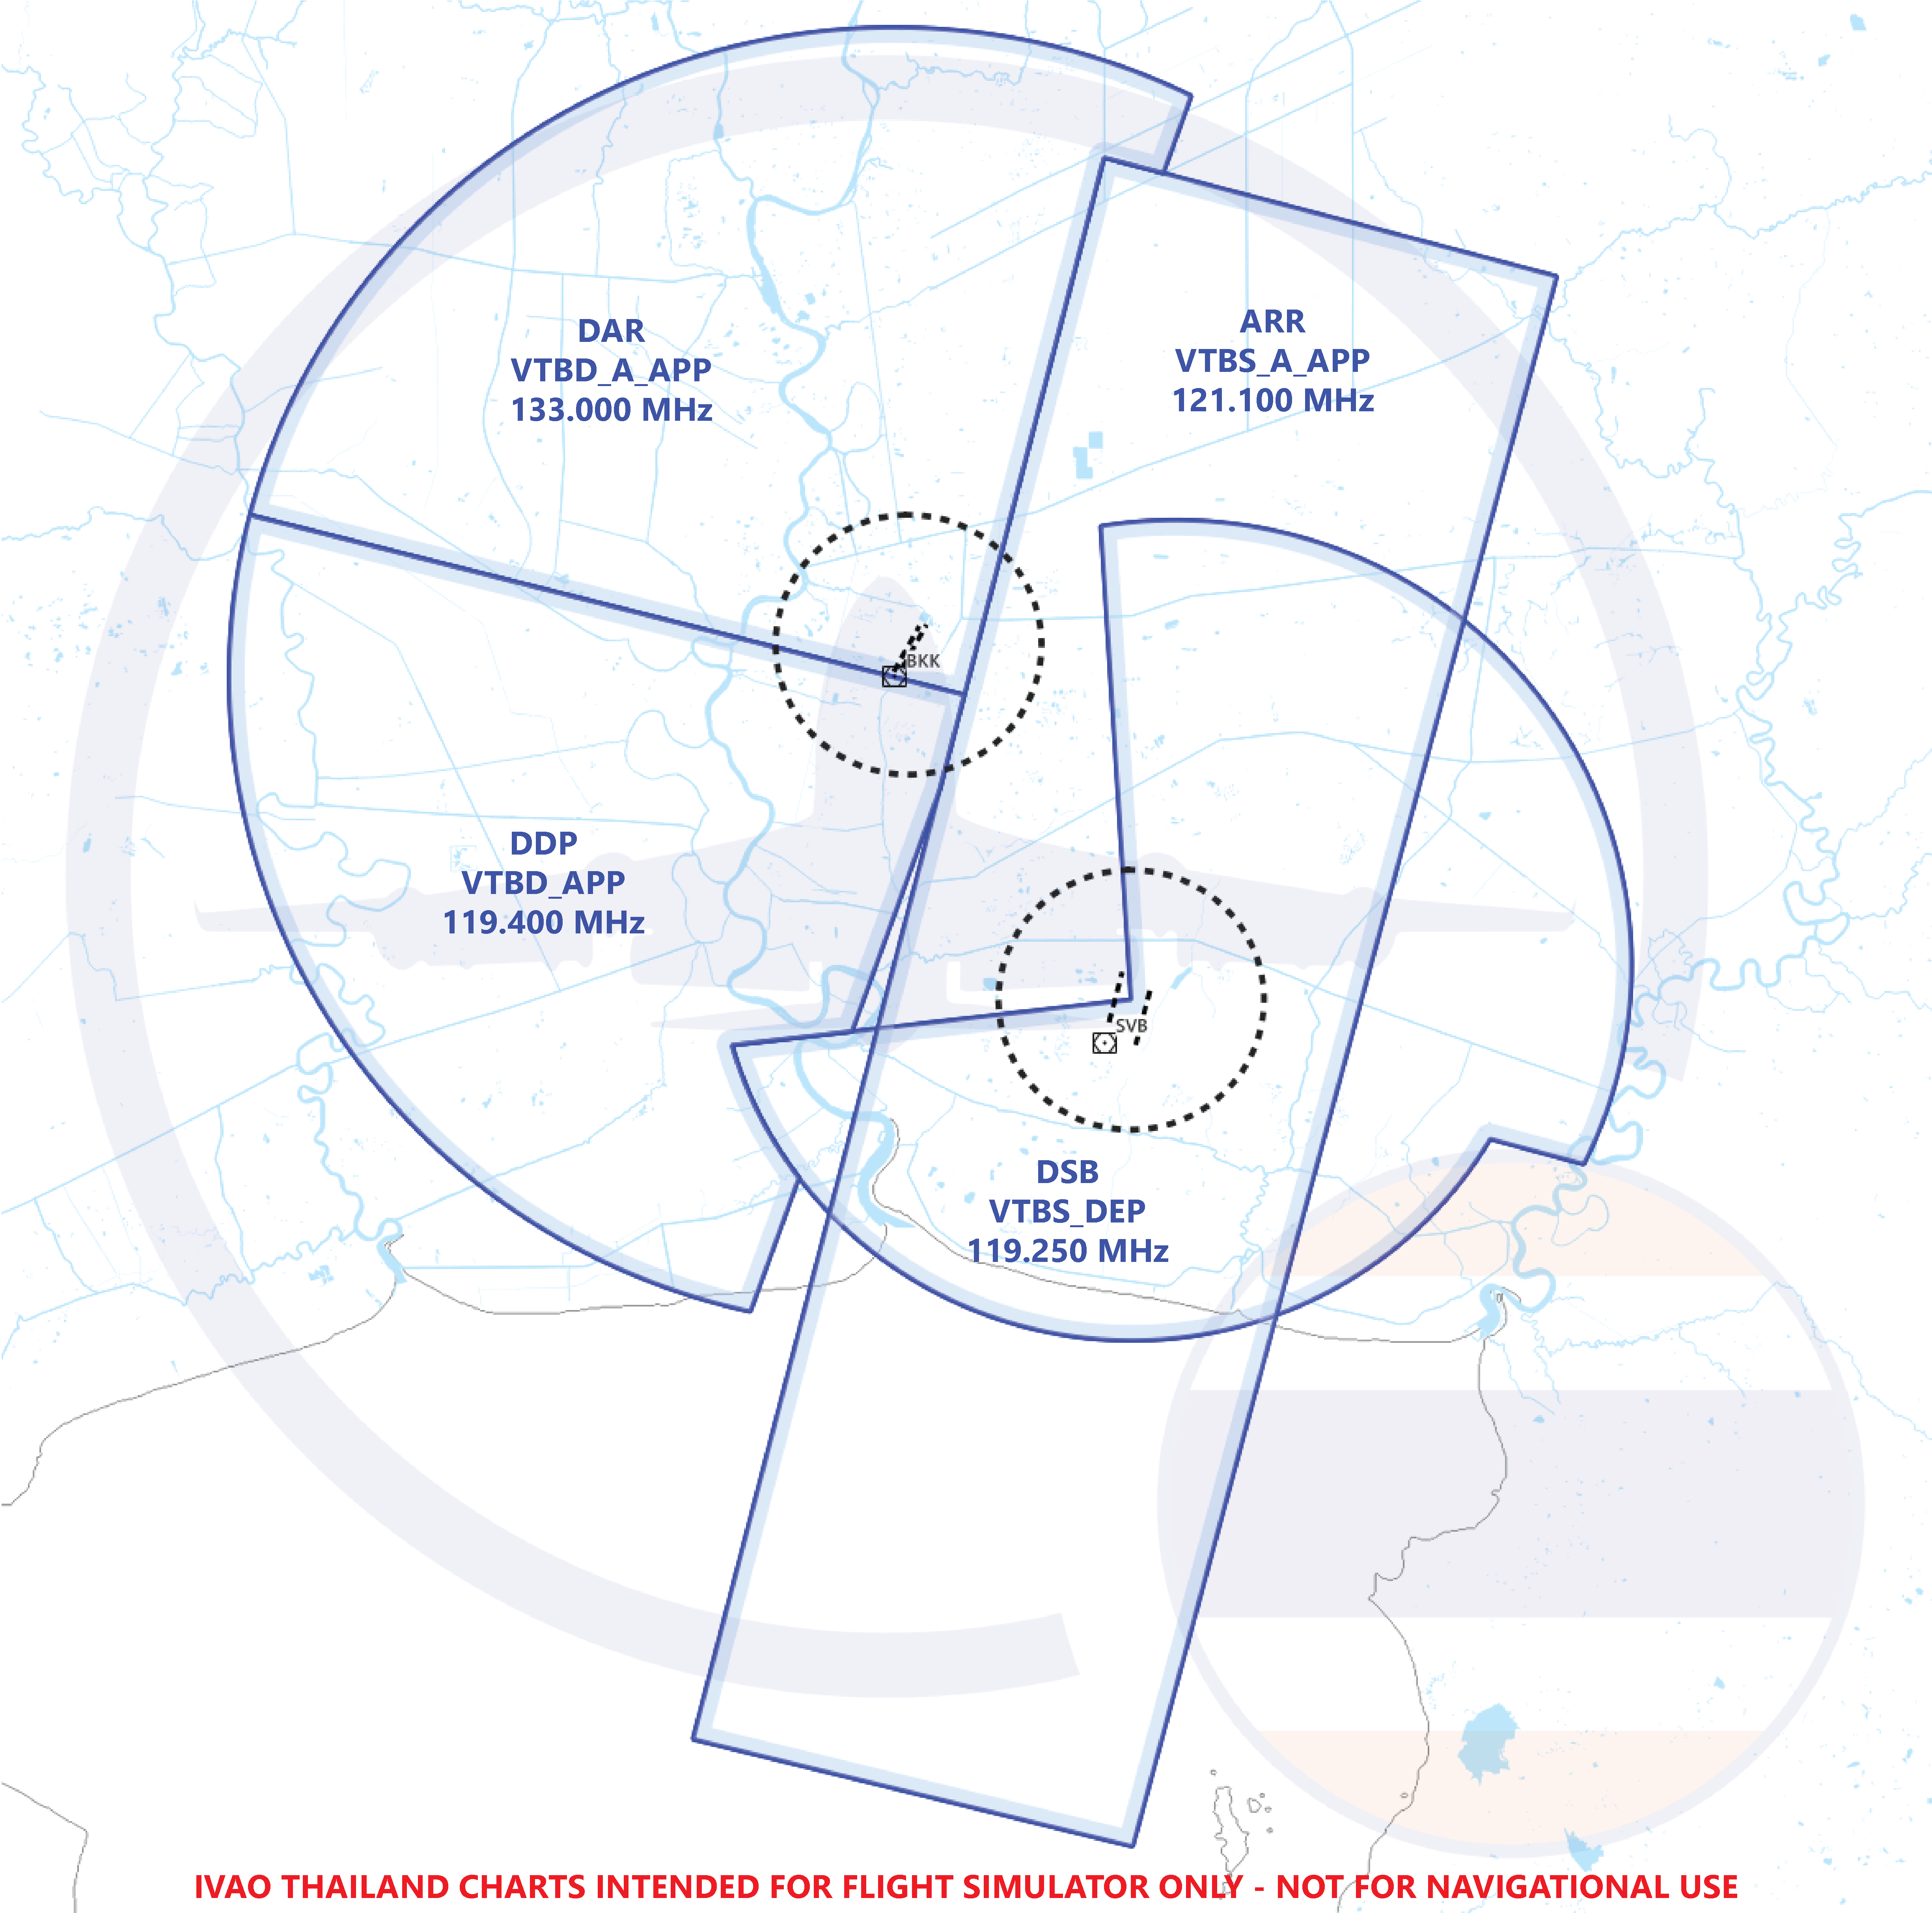 DAR
VTBD_A_APP
133.000 MHz
ARR
VTBS_A_APP
121.100 MHz
BKK
DDP
VTBD_APP
119.400 MHz
SVB
DSB
VTBS_DEP
119.250 MHz
IVAO THAILAND CHARTS INTENDED FOR FLIGHT SIMULATOR ONLY - NOT FOR NAVIGATIONAL USE